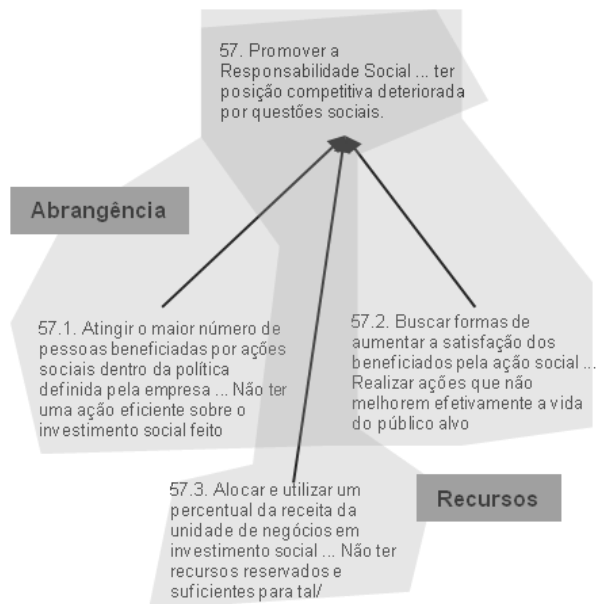 57. Promover a
Responsabilidade Social ... ter
posição competitiva deteriorada
por questões sociais.
Abrangência
57.1. Atingir o maior número de
pessoas beneficiadas por ações
sociais dentro da política
definida pela empresa ... Não ter
uma ação eficiente sobre o
investimento social feito
57.2. Buscar formas de
aumentar a satisfação dos
beneficiados pela ação social ...
Realizar ações que não
melhorem efetivamente a vida
do público alvo
57.3. Alocar e utilizar um
percentual da receita da
unidade de negócios em
investimento social ... Não ter
recursos reservados e
suficientes para tal/
Recursos